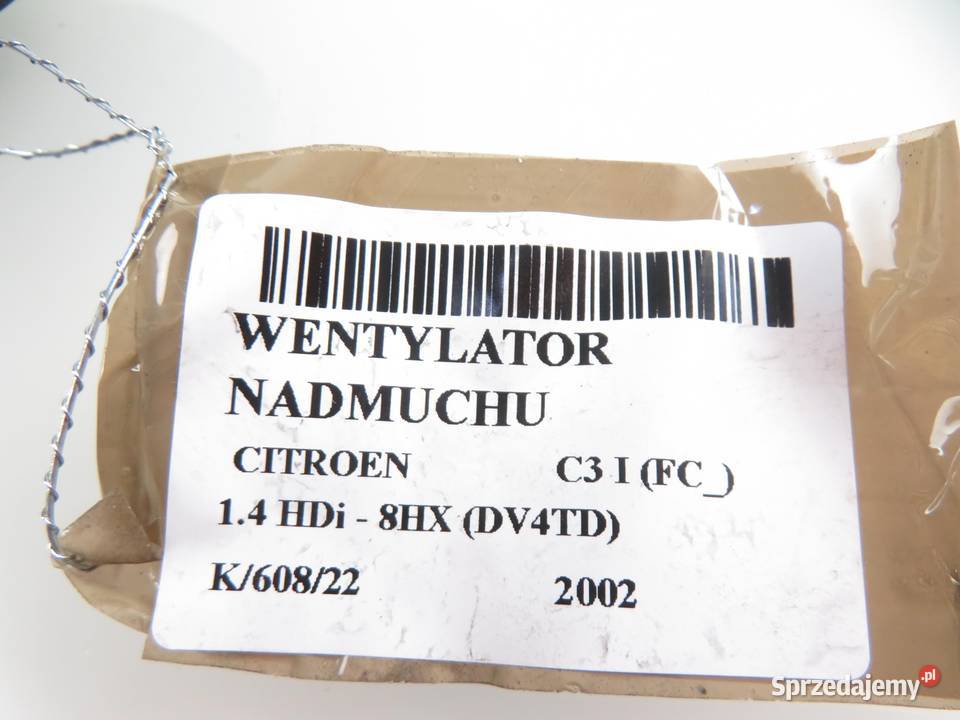 WENTYLATOR
NADMUCHU
CITROEN C3 I (FC_)
1.4 HDi - 8HX (DV4TD)
K/608/22 2002
Sprzedajemy.pl